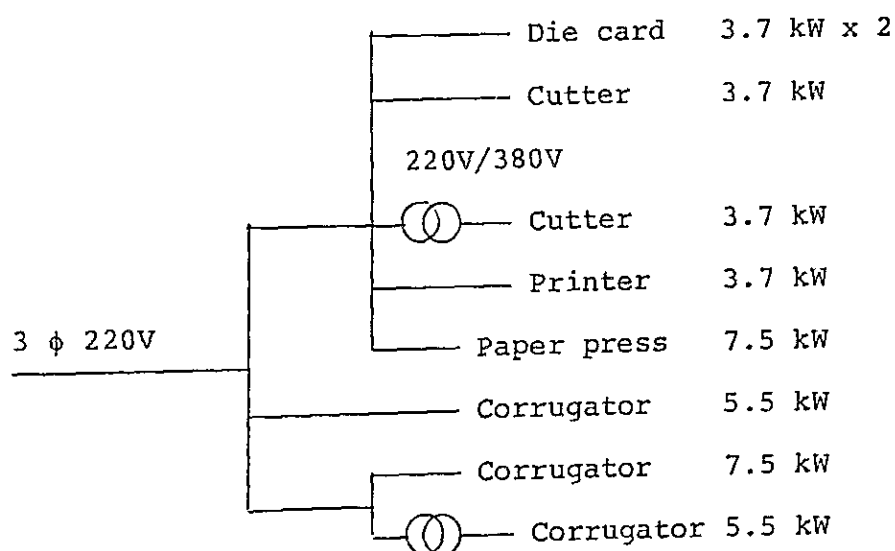 Die card 3.7 kW x 2
Cutter 3.7 kW
220V/380V
Cutter 3.7 kW
Printer 3.7 kW
3 φ 220V
Paper press 7.5 kW
Corrugator 5.5 kW
Corrugator 7.5 kW
Corrugator 5.5 kW